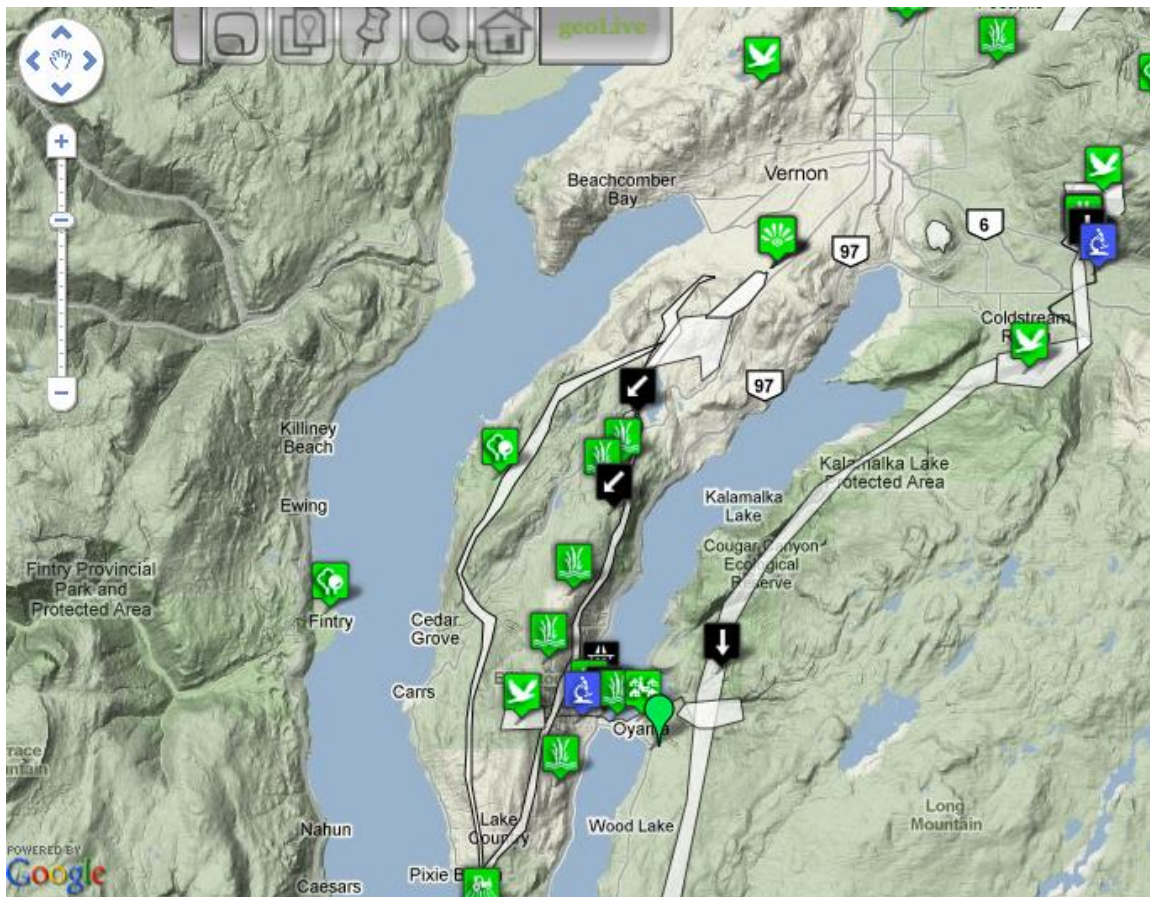 geoLive
Beachcomber
Bay
Vernon
97
6
Coldstream
97
Killiney
Beach
Kalamalka Lake
Protected Area
Ewing
Kalamalka
Lake
Cougar Canyon
Ecological
Reserve
Fintry Provincial
Park and
Protected Area
Fintry
Cedar
Grove
Carrs
Oyama
Long
Mountain
Lake
Country
Wood Lake
Nahun
Pixie
Caesars
POWERED BY
Google